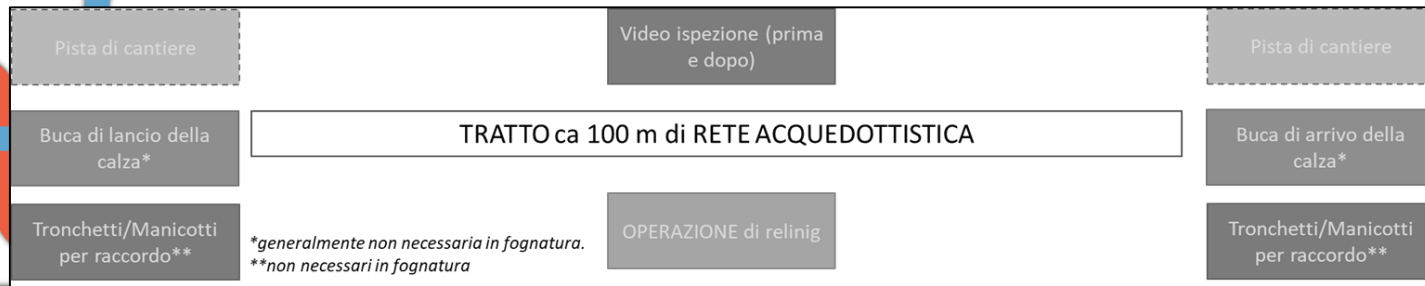 Pista di cantiere
Video ispezione (prima
e dopo)
Pista di cantiere
Buca di lancio della
calza*
TRATTO ca 100 m di RETE ACQUEDOTTISTICA
Buca di arrivo della
calza*
Tronchetti/Manicotti
per raccordo**
*generalmente non necessaria in fognatura.
**non necessari in fognatura
OPERAZIONE di relinig
Tronchetti/Manicotti
per raccordo**